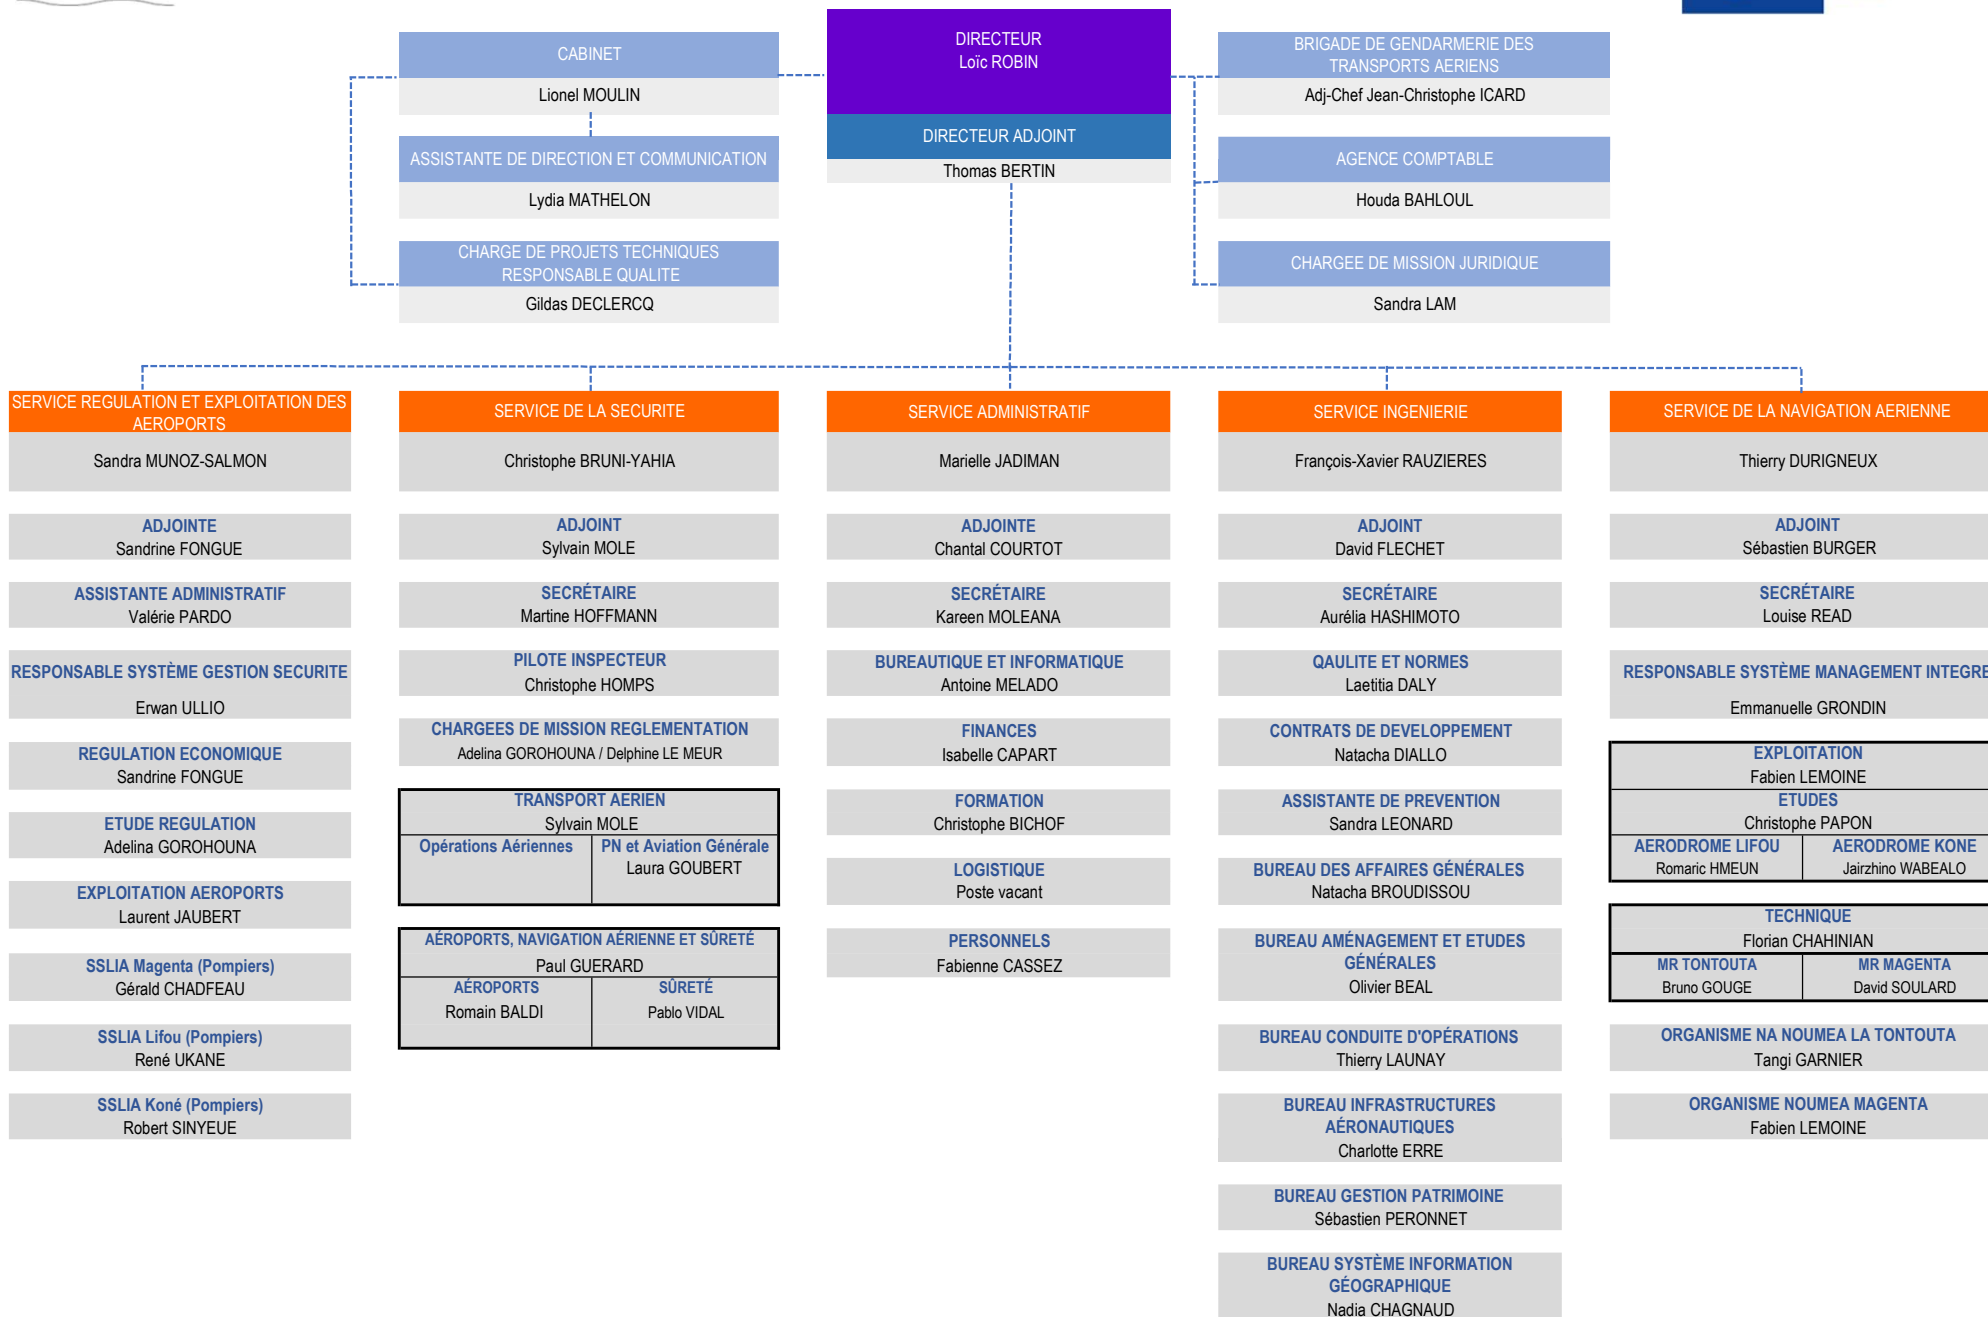 DIRECTEUR
Loïc ROBIN
DIRECTEUR ADJOINT
Thomas BERTIN
CABINET
Lionel MOULIN
ASSISTANTE DE DIRECTION ET COMMUNICATION
Lydia MATHELON
CHARGE DE PROJETS TECHNIQUES
RESPONSABLE QUALITE
Gildas DECLERCQ
BRIGADE DE GENDARMERIE DES
TRANSPORTS AERIENS
Adj-Chef Jean-Christophe ICARD
AGENCE COMPTABLE
Houda BAHLOUL
CHARGEE DE MISSION JURIDIQUE
Sandra LAM
SERVICE REGULATION ET EXPLOITATION DES
AEROPORTS
Sandra MUNOZ-SALMON
ADJOINTE
Sandrine FONGUE
ASSISTANTE ADMINISTRATIF
Valérie PARDO
RESPONSABLE SYSTÈME GESTION SECURITE
Erwan ULLIO
REGULATION ECONOMIQUE
Sandrine FONGUE
ETUDE REGULATION
Adelina GOROHOUNA
EXPLOITATION AEROPORTS
Laurent JAUBERT
SSLIA Magenta (Pompiers)
Gérald CHADFEAU
SSLIA Lifou (Pompiers)
René UKANE
SSLIA Koné (Pompiers)
Robert SINYEUE
SERVICE DE LA SECURITE
Christophe BRUNI-YAHIA
ADJOINT
Sylvain MOLE
SECRÉTAIRE
Martine HOFFMANN
PILOTE INSPECTEUR
Christophe HOMPS
CHARGEES DE MISSION REGLEMENTATION
Adelina GOROHOUNA / Delphine LE MEUR
TRANSPORT AERIEN
Sylvain MOLE
Opérations Aériennes
PN et Aviation Générale
Laura GOUBERT
AÉROPORTS, NAVIGATION AÉRIENNE ET SÛRETÉ
Paul GUERARD
AÉROPORTS
Romain BALDI
SÛRETÉ
Pablo VIDAL
SERVICE ADMINISTRATIF
Marielle JADIMAN
ADJOINTE
Chantal COURTOT
SECRÉTAIRE
Kareen MOLEANA
BUREAUTIQUE ET INFORMATIQUE
Antoine MELADO
FINANCES
Isabelle CAPART
FORMATION
Christophe BICHOF
LOGISTIQUE
Poste vacant
PERSONNELS
Fabienne CASSEZ
SERVICE INGENIERIE
François-Xavier RAUZIERES
ADJOINT
David FLECHET
SECRÉTAIRE
Aurélia HASHIMOTO
QAULITE ET NORMES
Laetitia DALY
CONTRATS DE DEVELOPPEMENT
Natacha DIALLO
ASSISTANTE DE PREVENTION
Sandra LEONARD
BUREAU DES AFFAIRES GÉNÉRALES
Natacha BROUDISSOU
BUREAU AMÉNAGEMENT ET ETUDES
GÉNÉRALES
Olivier BEAL
BUREAU CONDUITE D'OPÉRATIONS
Thierry LAUNAY
BUREAU INFRASTRUCTURES
AÉRONAUTIQUES
Charlotte ERRE
BUREAU GESTION PATRIMOINE
Sébastien PERONNET
BUREAU SYSTÈME INFORMATION
GÉOGRAPHIQUE
Nadia CHAGNAUD
SERVICE DE LA NAVIGATION AERIENNE
Thierry DURIGNEUX
ADJOINT
Sébastien BURGER
SECRÉTAIRE
Louise READ
RESPONSABLE SYSTÈME MANAGEMENT INTEGRE
Emmanuelle GRONDIN
EXPLOITATION
Fabien LEMOINE
ETUDES
Christophe PAPON
AERODROME LIFOU
Romaric HMEUN
AERODROME KONE
Jairzhino WABEALO
TECHNIQUE
Florian CHAHINIAN
MR TONTOUTA
Bruno GOUGE
MR MAGENTA
David SOULARD
ORGANISME NA NOUMEA LA TONTOUTA
Tangi GARNIER
ORGANISME NOUMEA MAGENTA
Fabien LEMOINE